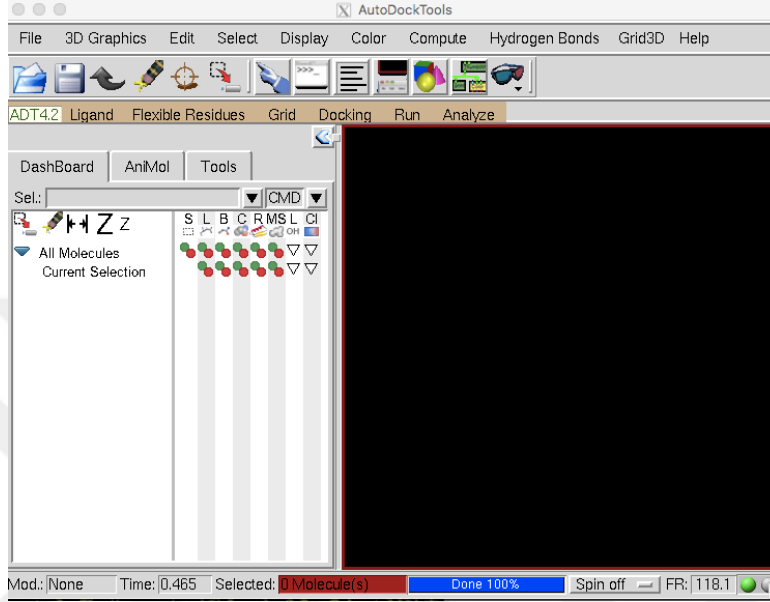 AutoDockTools
File 3D Graphics Edit Select Display Color Compute Hydrogen Bonds Grid3D Help
>>>_
ADT4.2 Ligand Flexible Residues Grid Docking Run Analyze
DashBoard AniMol Tools
Sel.: CMD
Z Z S L B C R MS L Cl
OH
All Molecules
Current Selection
Mod.: None Time: 0.465 Selected: 0 Molecule(s) Done 100% Spin off FR: 118.1